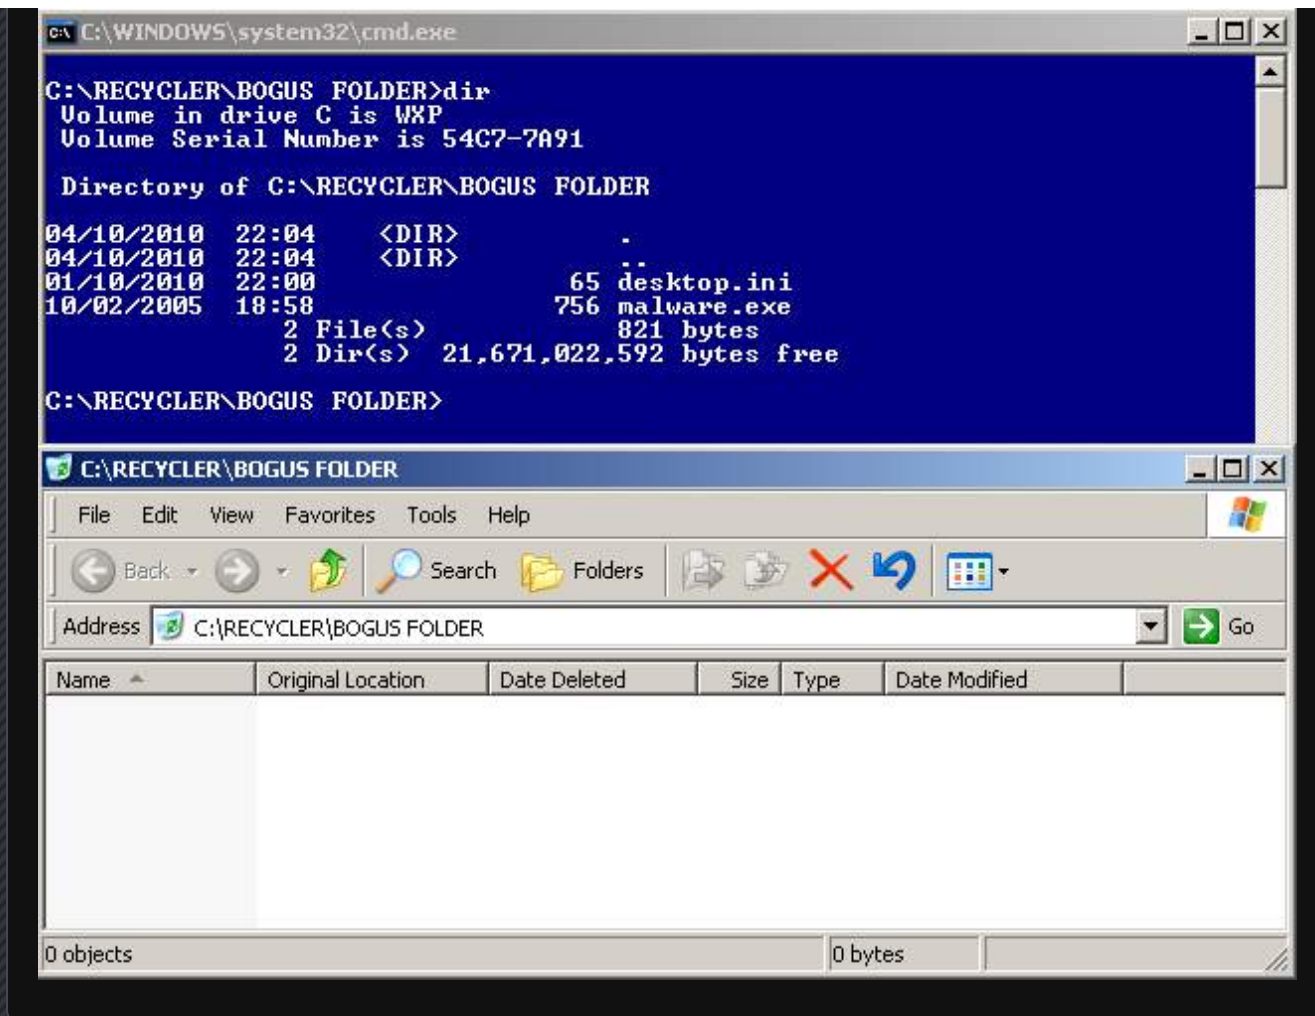 C:\WINDOWS\system32\cmd.exe
C:\RECYCLER\BOGUS FOLDER>dir
Volume in drive C is WXP
Volume Serial Number is 54C7-7A91
Directory of C:\RECYCLER\BOGUS FOLDER
04/10/2010 22:04 <DIR> .
04/10/2010 22:04 <DIR> ..
01/10/2010 22:00 65 desktop.ini
10/02/2005 18:58 756 malware.exe
2 File(s) 821 bytes
2 Dir(s) 21,671,022,592 bytes free
C:\RECYCLER\BOGUS FOLDER>
C:\RECYCLER\BOGUS FOLDER
File Edit View Favorites Tools Help
Back Search Folders
Address C:\RECYCLER\BOGUS FOLDER Go
Name Original Location Date Deleted Size Type Date Modified
0 objects 0 bytes